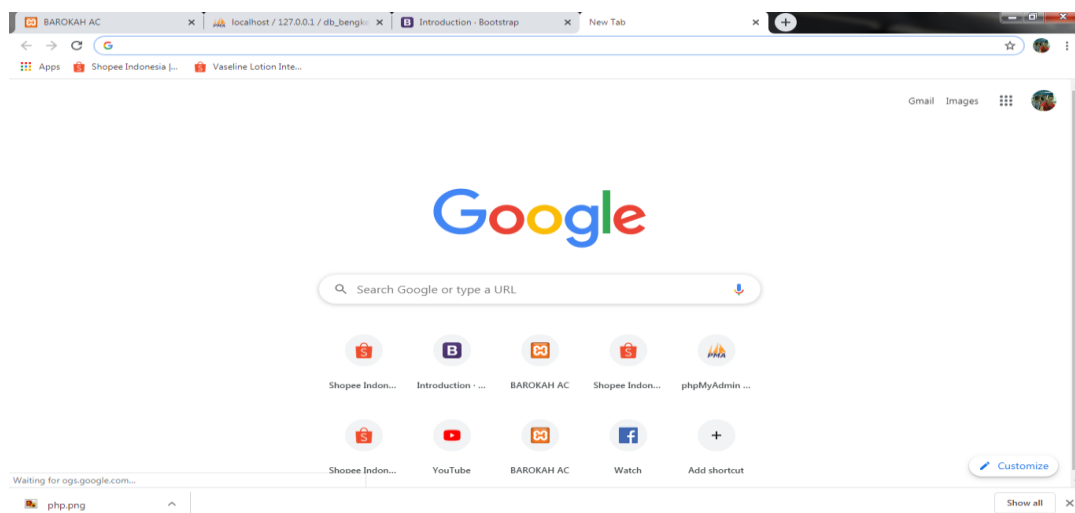 BAROKAH AC
localhost / 127.0.0.1 / db_bengke
Introduction · Bootstrap
New Tab
Apps
Shopee Indonesia |...
Vaseline Lotion Inte...
Gmail Images
Google
Search Google or type a URL
Shopee Indon... Introduction · ... BAROKAH AC Shopee Indon... phpMyAdmin ...
PMA
Shopee Indon... YouTube BAROKAH AC Watch Add shortcut
Customize
Waiting for ogs.google.com...
php.png
Show all